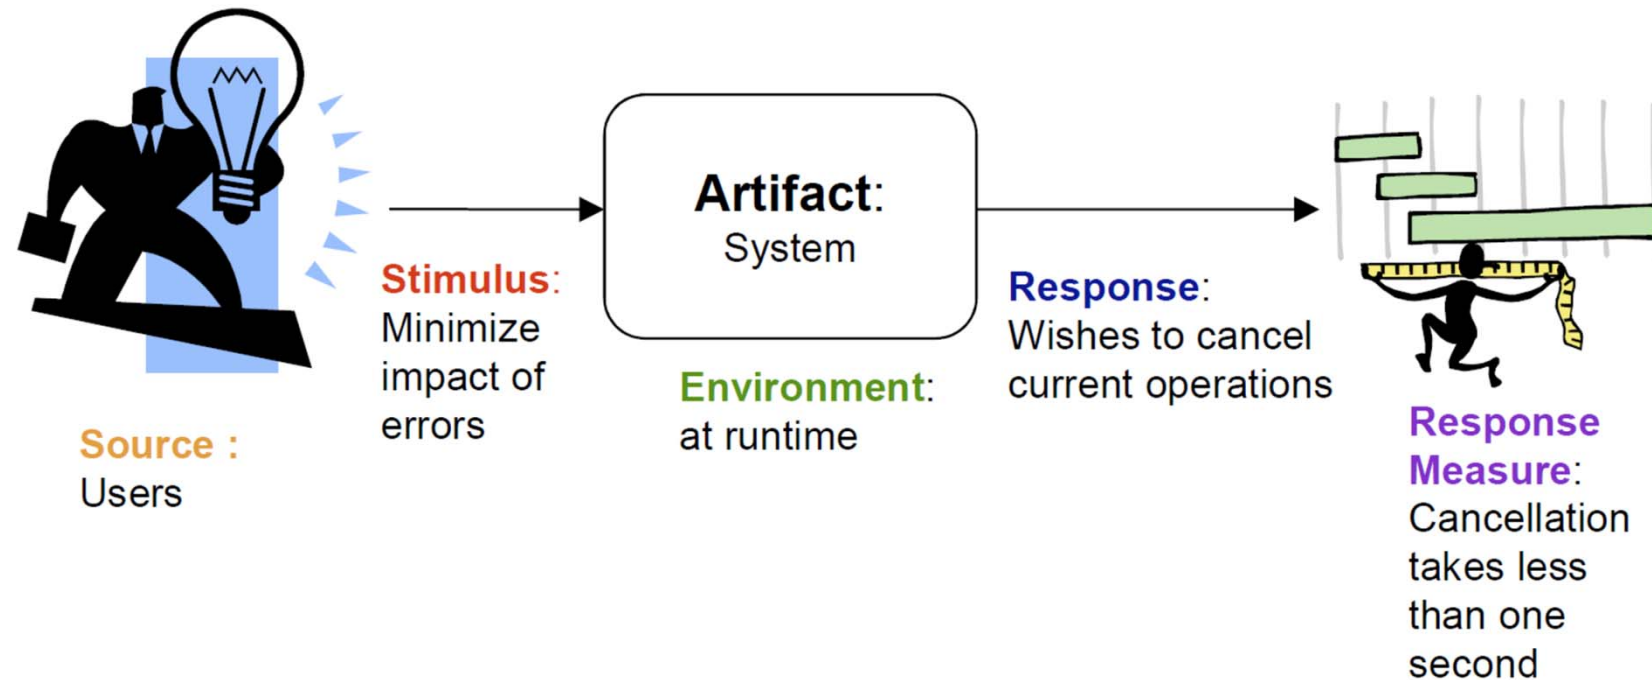 Source :
Users
Stimulus:
Minimize
impact of
errors
Artifact:
System
Environment:
at runtime
Response:
Wishes to cancel
current operations
Response
Measure:
Cancellation
takes less
than one
second